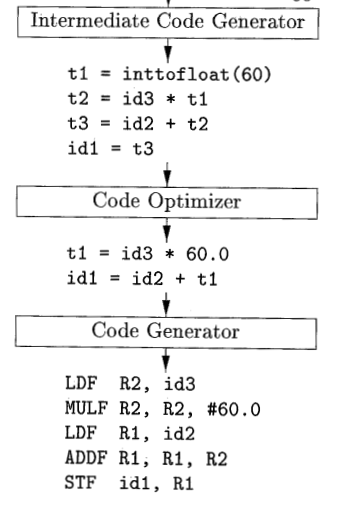 Intermediate Code Generator
t1 = inttofloat(60)
t2 = id3 * t1
t3 = id2 + t2
id1 = t3
Code Optimizer
t1 = id3 * 60.0
id1 = id2 + t1
Code Generator
LDF R2, id3
MULF R2, R2, #60.0
LDF R1, id2
ADDF R1, R1, R2
STF id1, R1